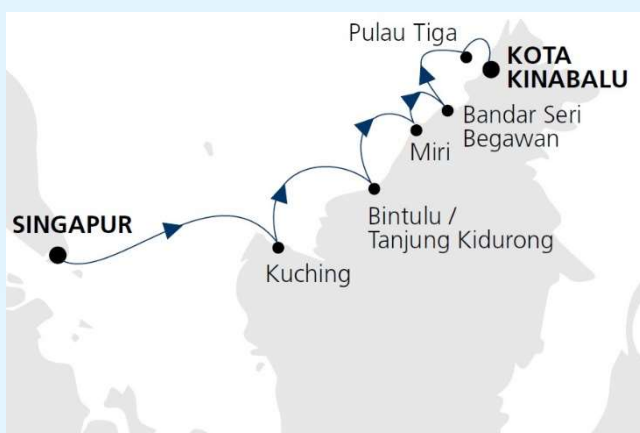 Pulau Tiga
KOTA
KINABALU
Bandar Seri
Begawan
Miri
Bintulu /
Tanjung Kidurong
SINGAPUR
Kuching